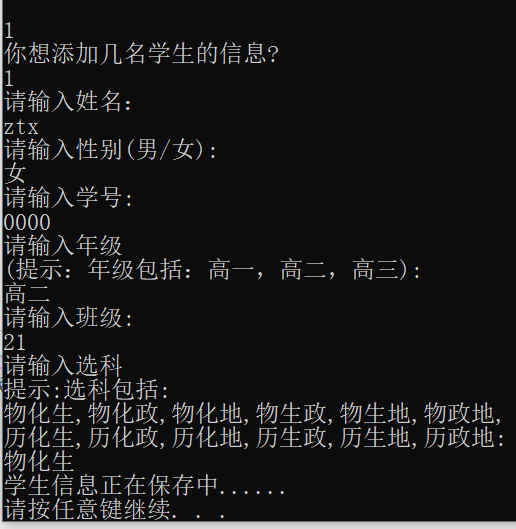 1
你想添加几名学生的信息?
1
请输入姓名:
ztx
请输入性别(男/女):
女
请输入学号:
0000
请输入年级
(提示: 年级包括: 高一, 高二, 高三):
高二
请输入班级:
21
请输入选科
提示:选科包括:
物化生,物化政,物化地,物生政,物生地,物政地,
历化生,历化政,历化地,历生政,历生地,历政地:
物化生
学生信息正在保存中......
请按任意键继续. . .